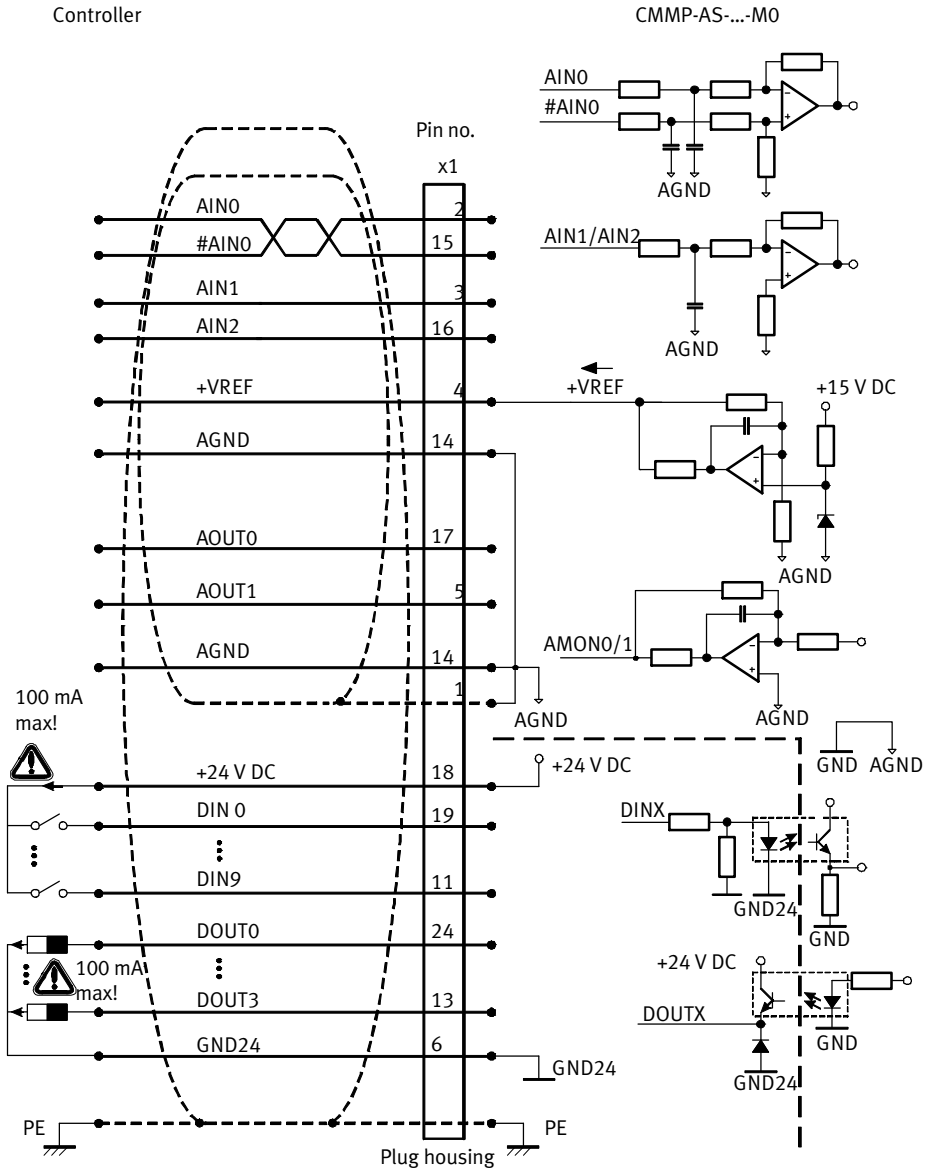 Controller
CMMP-AS-...-M0
Pin no.
x1
AIN0
2
#AIN0
15
AIN1
3
AIN2
16
+VREF
4
AGND
14
AOUT0
17
AOUT1
5
AGND
14
1
AGND
100 mA
max!
+24 V DC
18
+24 V DC
DIN 0
19
DIN9
11
DOUT0
24
100 mA
max!
DOUT3
13
GND24
6
GND24
PE
PE
Plug housing
AIN0
#AIN0
−
+
AGND
AIN1/AIN2
−
+
AGND
+VREF
+15 V DC
−
+
AGND
AMON0/1
−
+
AGND
GND AGND
DINX
GND24
GND
+24 V DC
DOUTX
GND
GND24